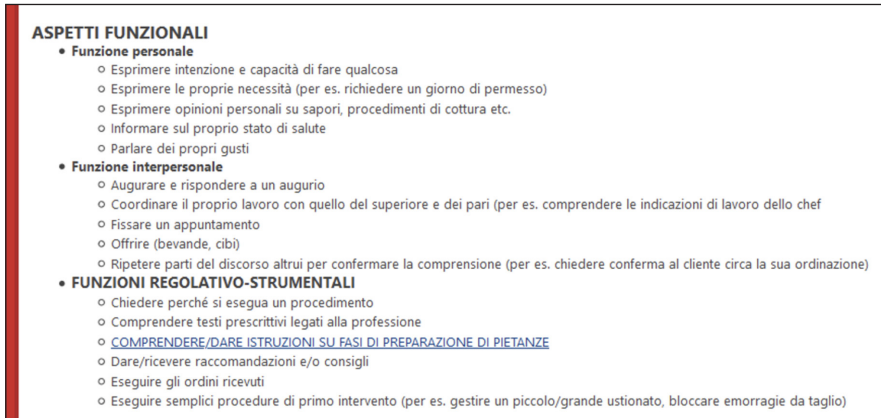 ASPETTI FUNZIONALI
• Funzione personale
○ Esprimere intenzione e capacità di fare qualcosa
○ Esprimere le proprie necessità (per es. richiedere un giorno di permesso)
○ Esprimere opinioni personali su sapori, procedimenti di cottura etc.
○ Informare sul proprio stato di salute
○ Parlare dei propri gusti
• Funzione interpersonale
○ Augurare e rispondere a un augurio
○ Coordinare il proprio lavoro con quello del superiore e dei pari (per es. comprendere le indicazioni di lavoro dello chef
○ Fissare un appuntamento
○ Offrire (bevande, cibi)
○ Ripetere parti del discorso altrui per confermare la comprensione (per es. chiedere conferma al cliente circa la sua ordinazione)
• FUNZIONI REGOLATIVO-STRUMENTALI
○ Chiedere perché si esegua un procedimento
○ Comprendere testi prescrittivi legati alla professione
○ COMPRENDERE/DARE ISTRUZIONI SU FASI DI PREPARAZIONE DI PIETANZE
○ Dare/ricevere raccomandazioni e/o consigli
○ Eseguire gli ordini ricevuti
○ Eseguire semplici procedure di primo intervento (per es. gestire un piccolo/grande ustionato, bloccare emorragie da taglio)